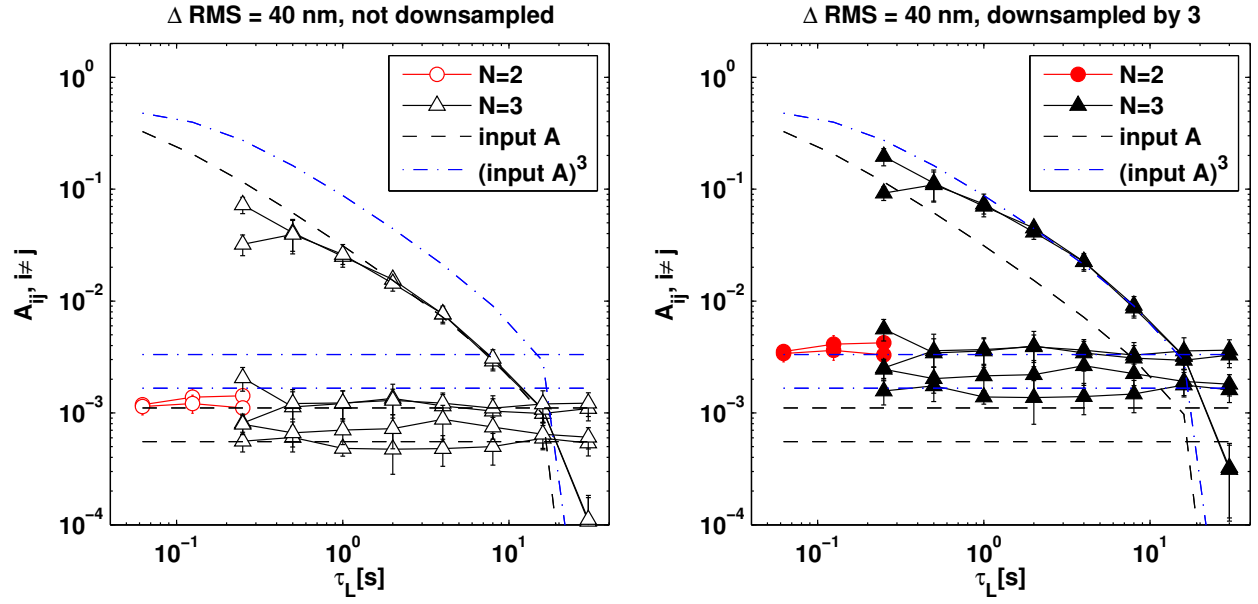 Δ RMS = 40 nm, not downsampled
N=2
N=3
input A
(input A)³
10⁰
10⁻¹
10⁻²
10⁻³
10⁻⁴
A_ij, i≠ j
10⁻¹
10⁰
10¹
τ_L[s]
Δ RMS = 40 nm, downsampled by 3
N=2
N=3
input A
(input A)³
10⁰
10⁻¹
10⁻²
10⁻³
10⁻⁴
A_ij, i≠ j
10⁻¹
10⁰
10¹
τ_L[s]